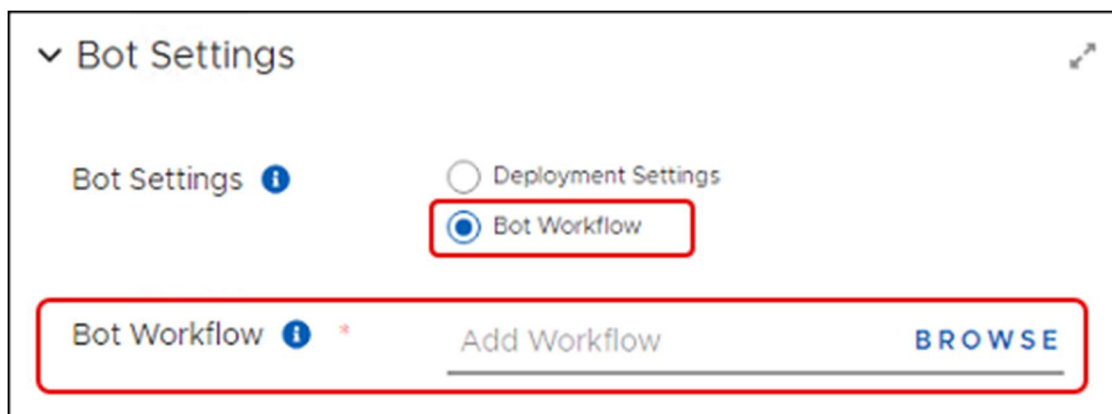 Bot Settings
Bot Settings
Deployment Settings
Bot Workflow
Bot Workflow *
Add Workflow
BROWSE